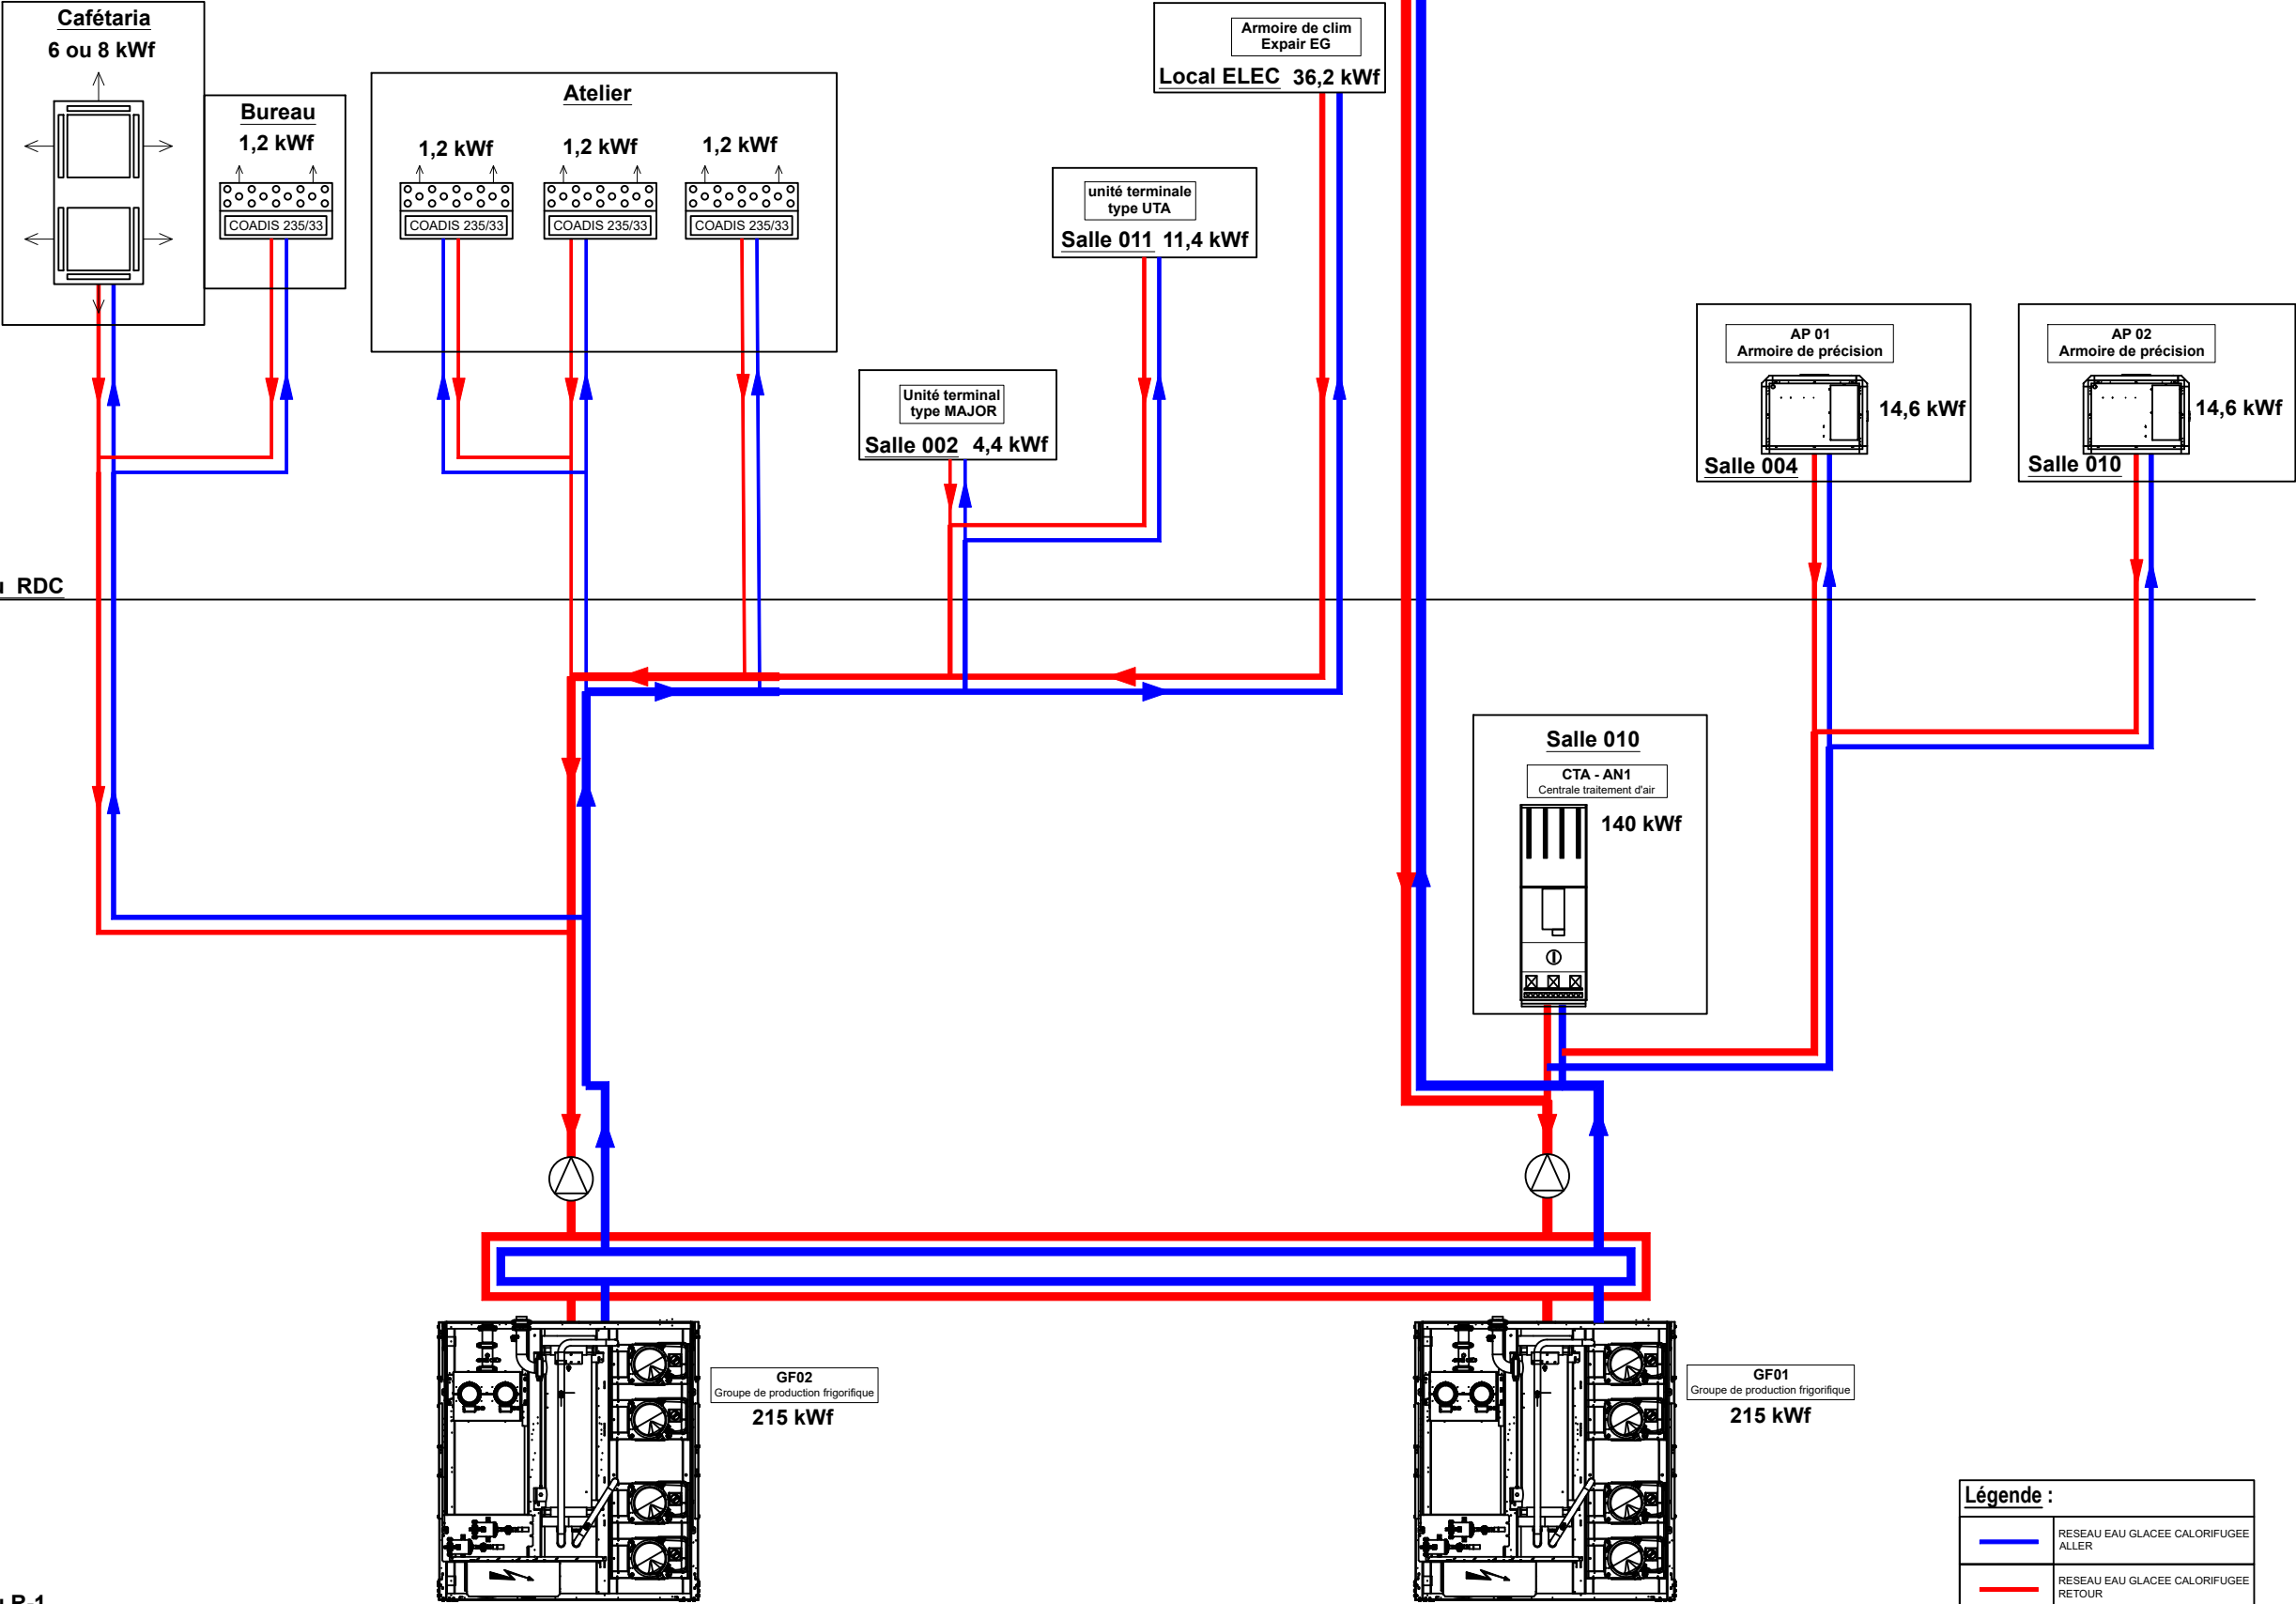 Cafétaria
6 ou 8 kWf
Bureau
1,2 kWf
COADIS 235/33
Atelier
1,2 kWf
1,2 kWf
1,2 kWf
COADIS 235/33
COADIS 235/33
COADIS 235/33
Armoire de clim
Expair EG
Local ELEC 36,2 kWf
unité terminale
type UTA
Salle 011 11,4 kWf
Unité terminal
type MAJOR
Salle 002 4,4 kWf
AP 01
Armoire de précision
14,6 kWf
Salle 004
AP 02
Armoire de précision
14,6 kWf
Salle 010
RDC
Salle 010
CTA - AN1
Centrale traitement d'air
140 kWf
GF02
Groupe de production frigorifique
215 kWf
GF01
Groupe de production frigorifique
215 kWf
Légende :
RESEAU EAU GLACEE CALORIFUGEE
ALLER
RESEAU EAU GLACEE CALORIFUGEE
RETOUR
R-1